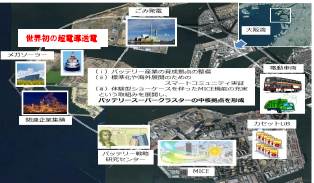 ごみ発電
世界初の超電導送電
大阪湾
メガソーラー
電動車両
(ⅰ)バッテリー産業の育成拠点の整備
(ⅱ)標準化や海外展開のための
スマートコミュニティ実証
(ⅲ)体験型ショーケースを伴ったMICE機能の充実
という取組みを展開し、
バッテリースーパークラスターの中核拠点を形成
関連企業集積
カセットLiB
バッテリー戦略
研究センター
MICE